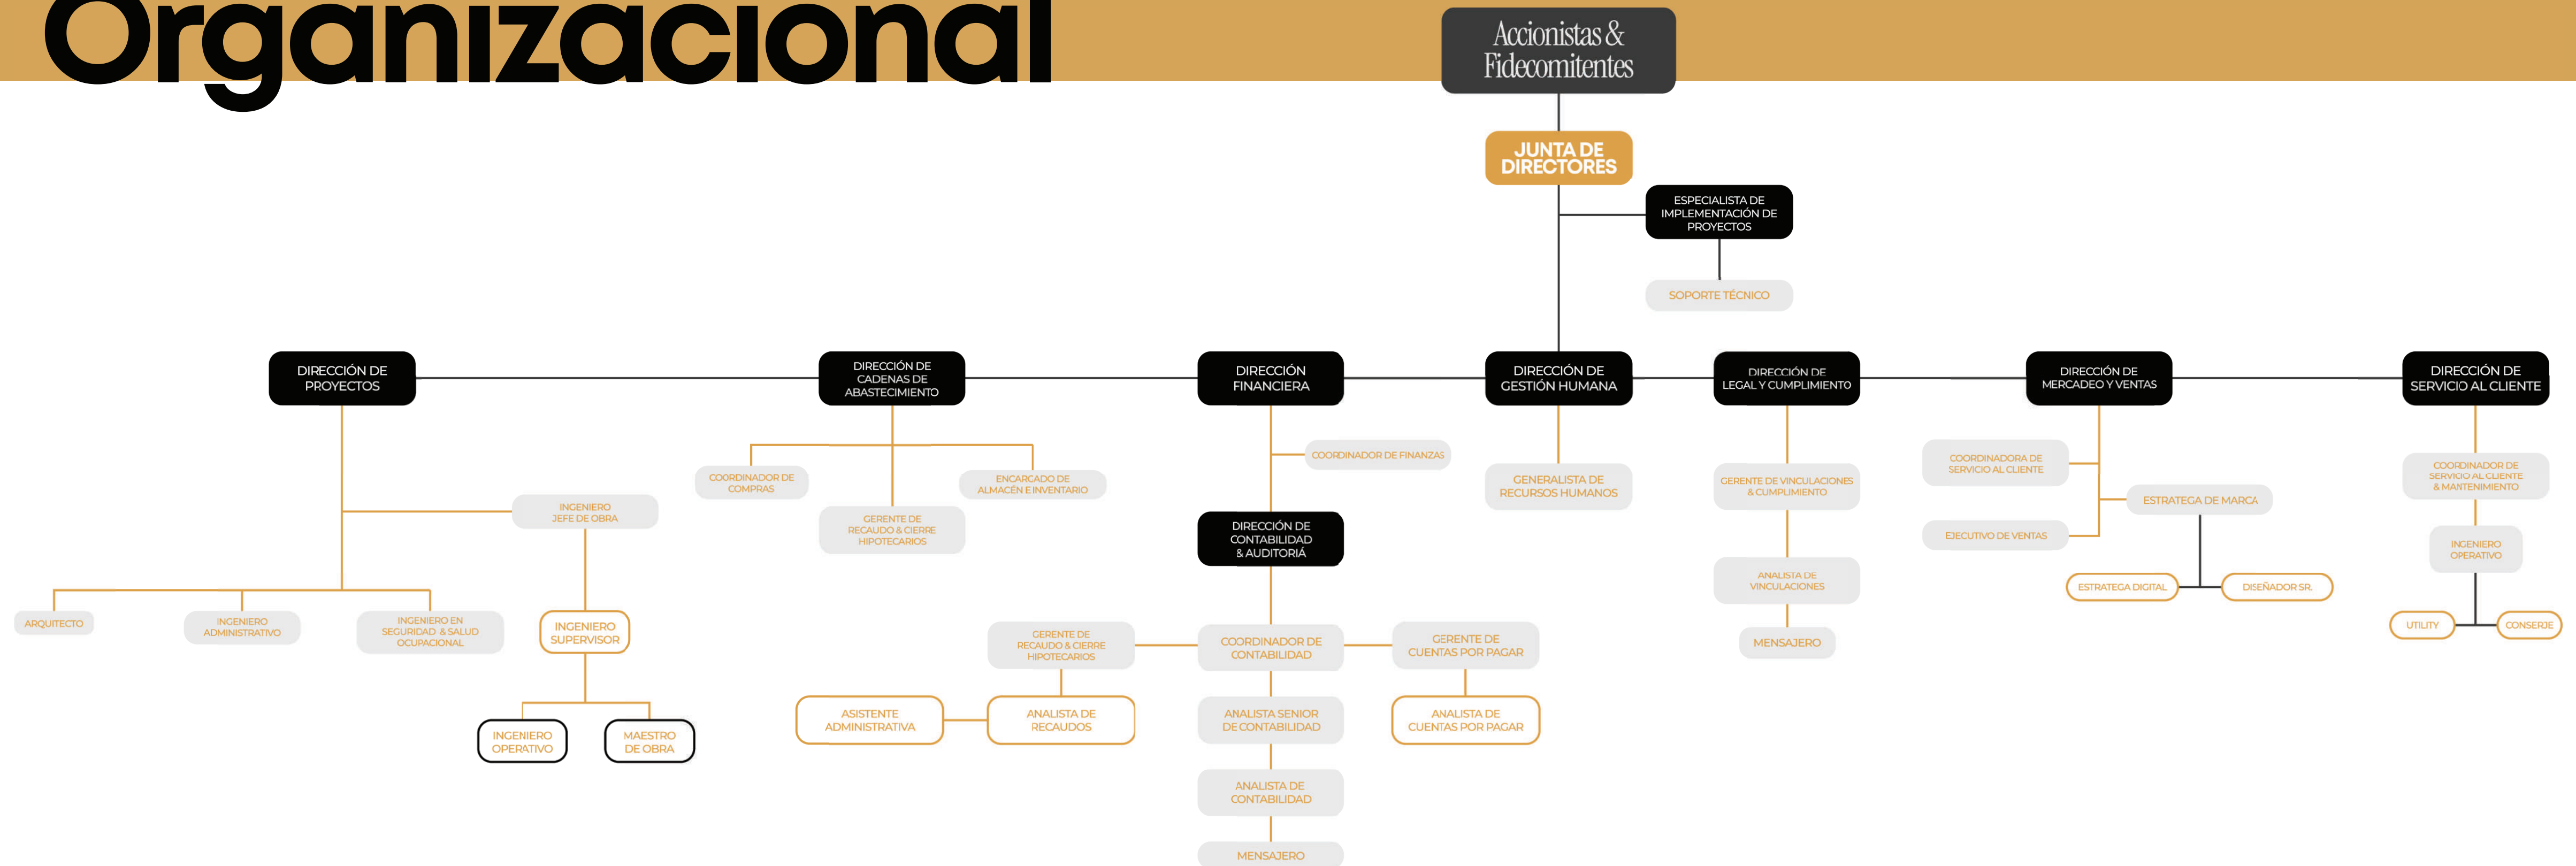 Organizacional
Accionistas &
Fidecomitentes
JUNTA DE
DIRECTORES
ESPECIALISTA DE
IMPLEMENTACIÓN DE
PROYECTOS
SOPORTE TÉCNICO
DIRECCIÓN DE
PROYECTOS
DIRECCIÓN DE
CADENAS DE
ABASTECIMIENTO
DIRECCIÓN
FINANCIERA
DIRECCIÓN DE
GESTIÓN HUMANA
DIRECCIÓN DE
LEGAL Y CUMPLIMIENTO
DIRECCIÓN DE
MERCADEO Y VENTAS
DIRECCIÓN DE
SERVICIO AL CLIENTE
INGENIERO
JEFE DE OBRA
ARQUITECTO
INGENIERO
ADMINISTRATIVO
INGENIERO EN
SEGURIDAD & SALUD
OCUPACIONAL
INGENIERO
SUPERVISOR
INGENIERO
OPERATIVO
MAESTRO
DE OBRA
COORDINADOR DE
COMPRAS
GERENTE DE
RECAUDO & CIERRE
HIPOTECARIOS
ENCARCADO DE
ALMACÉN E INVENTARIO
COORDINADOR DE FINANZAS
DIRECCIÓN DE
CONTABILIDAD
& AUDITORIÁ
GERENTE DE
RECAUDO & CIERRE
HIPOTECARIOS
COORDINADOR DE
CONTABILIDAD
GERENTE DE
CUENTAS POR PAGAR
ASISTENTE
ADMINISTRATIVA
ANALISTA DE
RECAUDOS
ANALISTA SENIOR
DE CONTABILIDAD
ANALISTA DE
CUENTAS POR PAGAR
ANALISTA DE
CONTABILIDAD
MENSAJERO
GENERALISTA DE
RECURSOS HUMANOS
GERENTE DE VINCULACIONES
& CUMPLIMIENTO
ANALISTA DE
VINCULACIONES
MENSAJERO
COORDINADORA DE
SERVICIO AL CLIENTE
ESTRATEGA DE MARCA
EJECUTIVO DE VENTAS
ESTRATEGA DIGITAL
DISEÑADOR SR.
COORDINADOR DE
SERVICIO AL CLIENTE
& MANTENIMIENTO
INGENIERO
OPERATIVO
UTILITY
CONSERJE